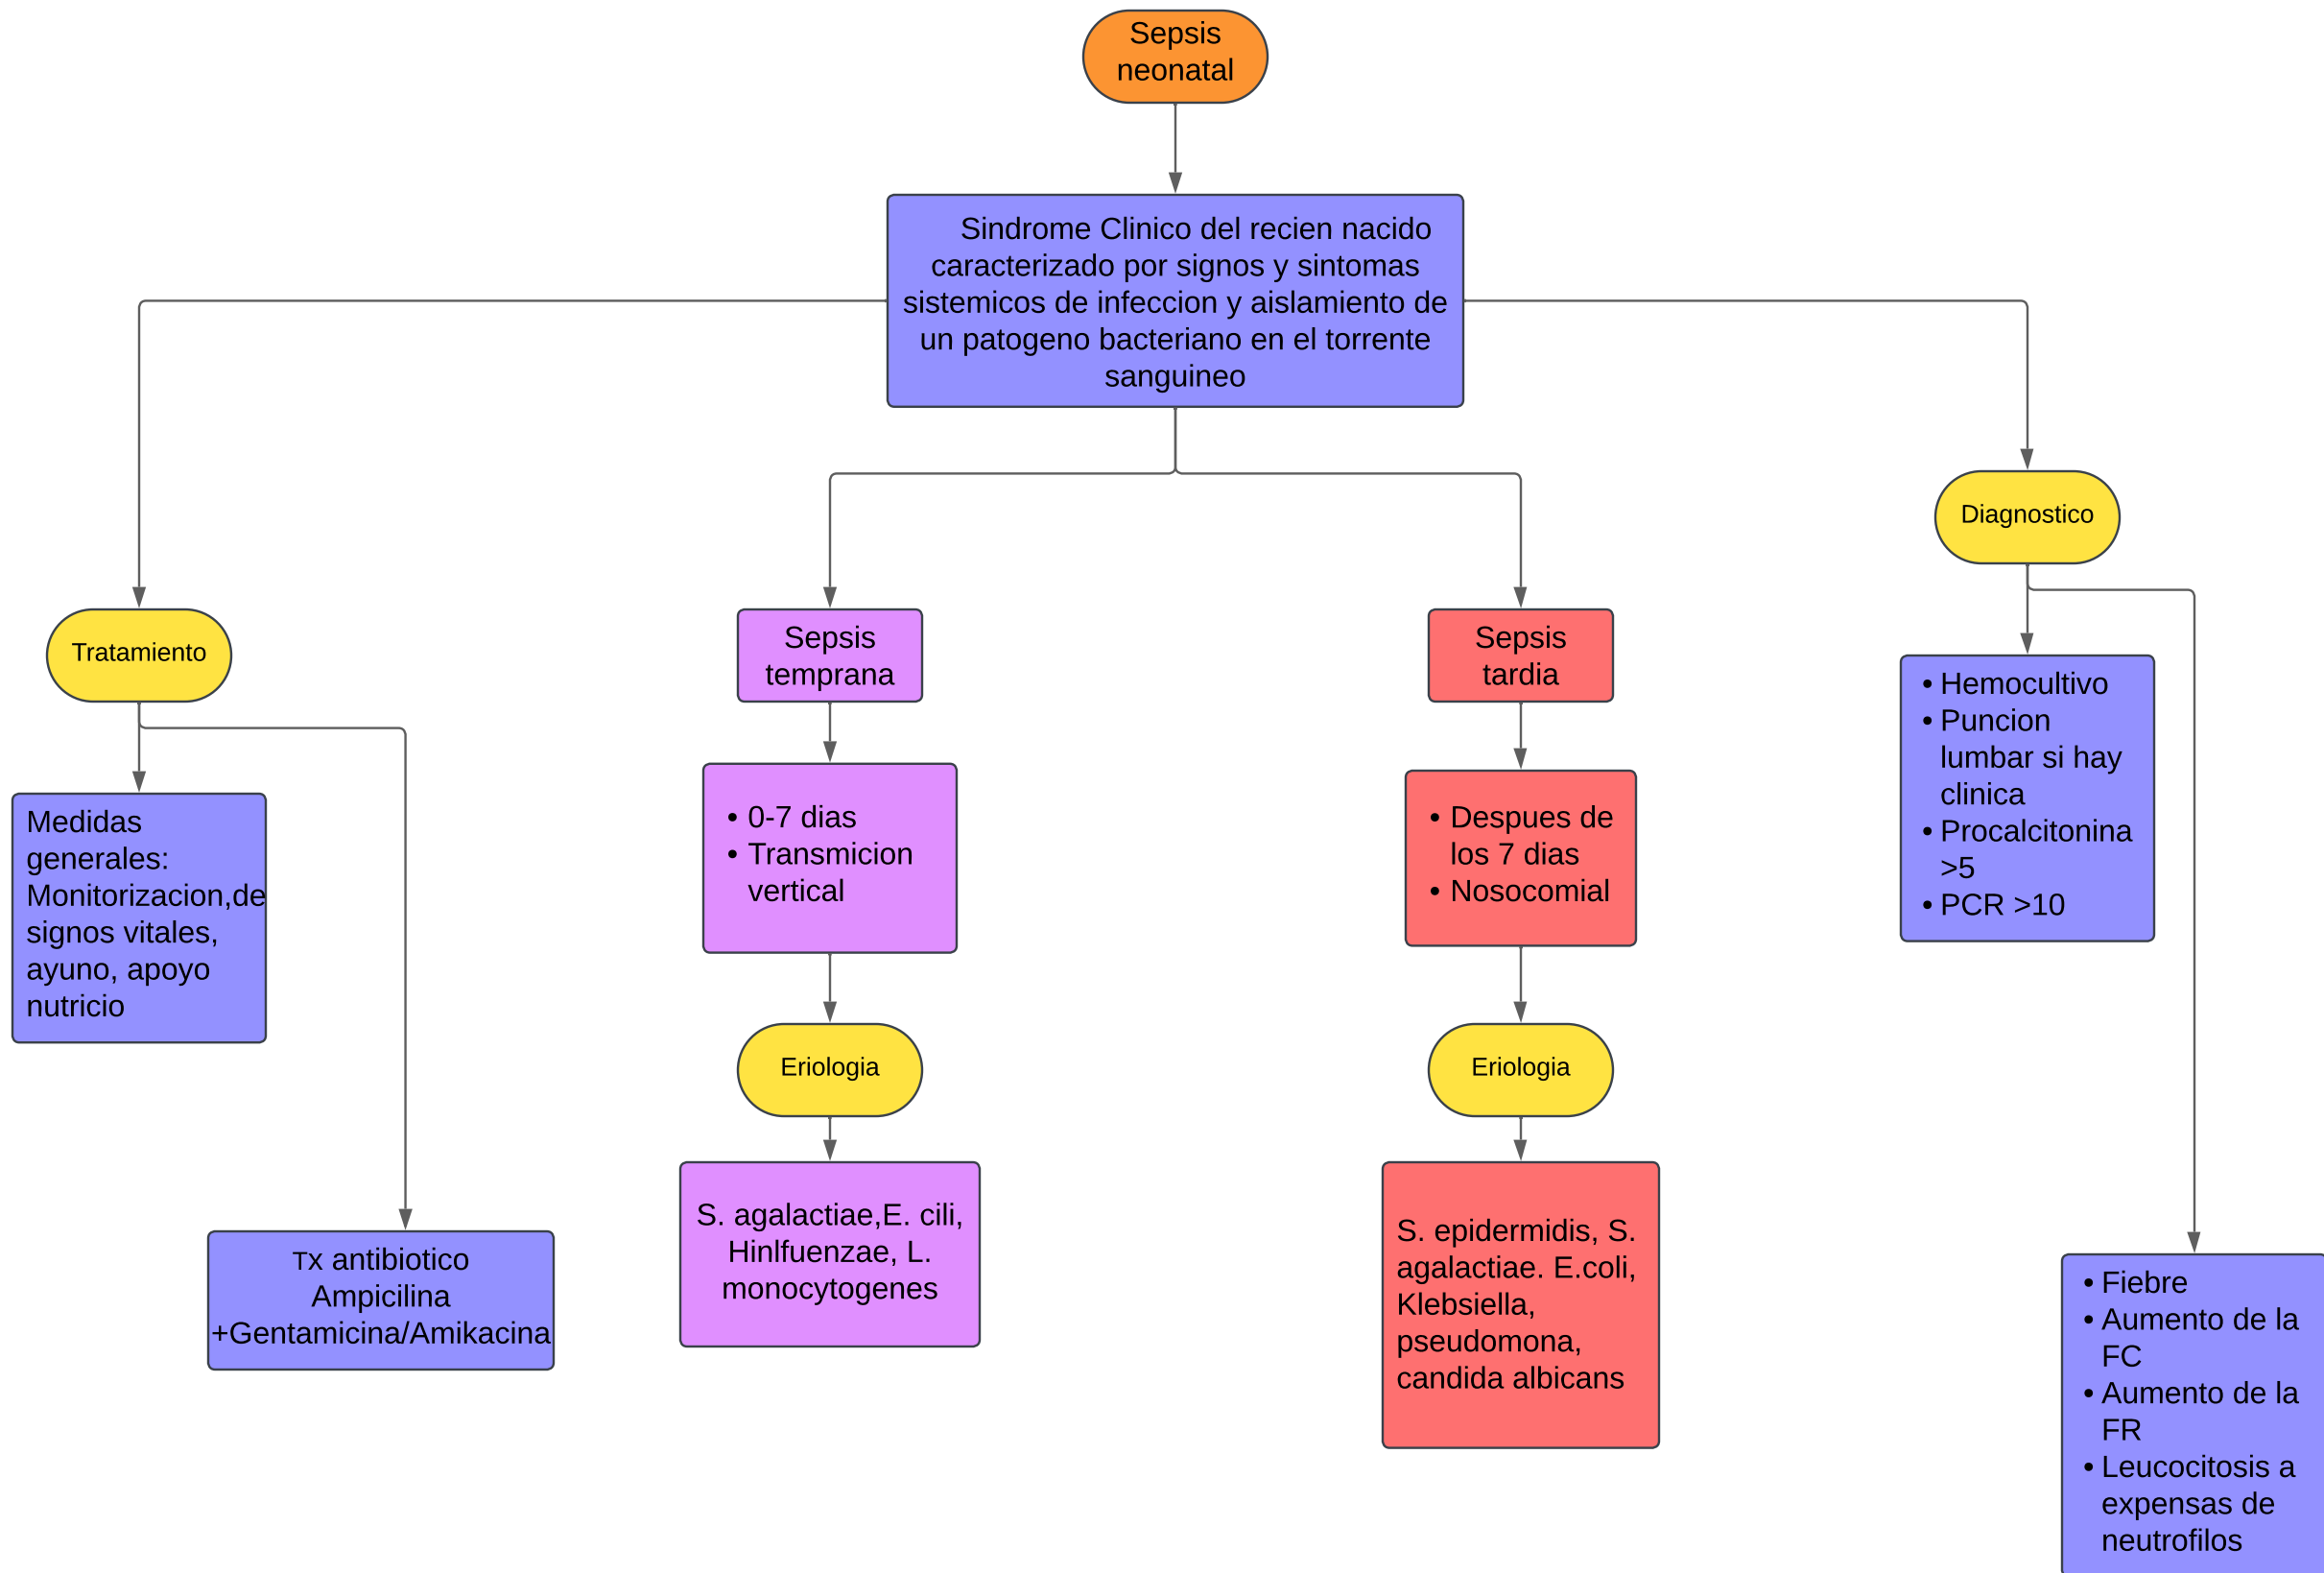 Sepsis
neonatal
Sindrome Clinico del recien nacido
caracterizado por signos y sintomas
sistemicos de infeccion y aislamiento de
un patogeno bacteriano en el torrente
sanguineo
Tratamiento
Medidas
generales:
Monitorizacion,de
signos vitales,
ayuno, apoyo
nutricio
Tx antibiotico
Ampicilina
+Gentamicina/Amikacina
Sepsis
temprana
• 0-7 dias
• Transmicion
vertical
Eriologia
S. agalactiae,E. cili,
Hinlfuenzae, L.
monocytogenes
Sepsis
tardia
• Despues de
los 7 dias
• Nosocomial
Eriologia
S. epidermidis, S.
agalactiae. E.coli,
Klebsiella,
pseudomona,
candida albicans
Diagnostico
• Hemocultivo
• Puncion
lumbar si hay
clinica
• Procalcitonina
>5
• PCR >10
• Fiebre
• Aumento de la
FC
• Aumento de la
FR
• Leucocitosis a
expensas de
neutrofilos